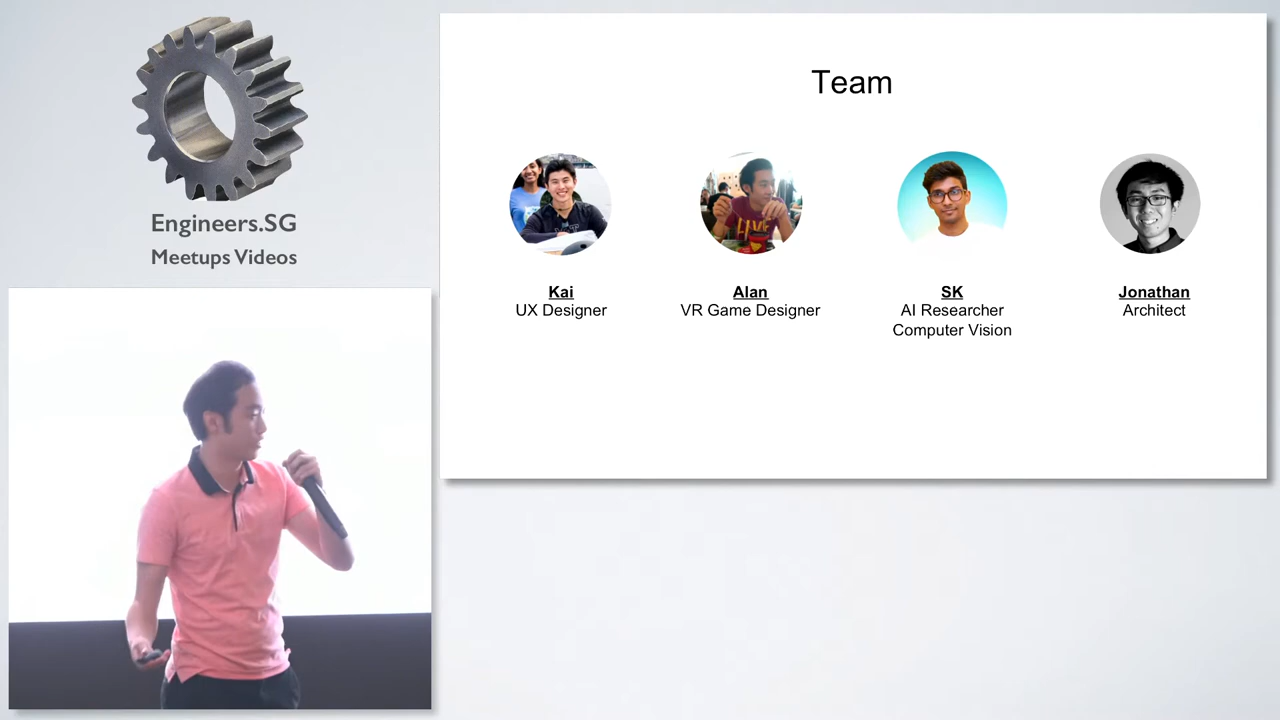 Engineers.SG
Meetups Videos
Team
Kai
UX Designer
Alan
VR Game Designer
SK
AI Researcher
Computer Vision
Jonathan
Architect